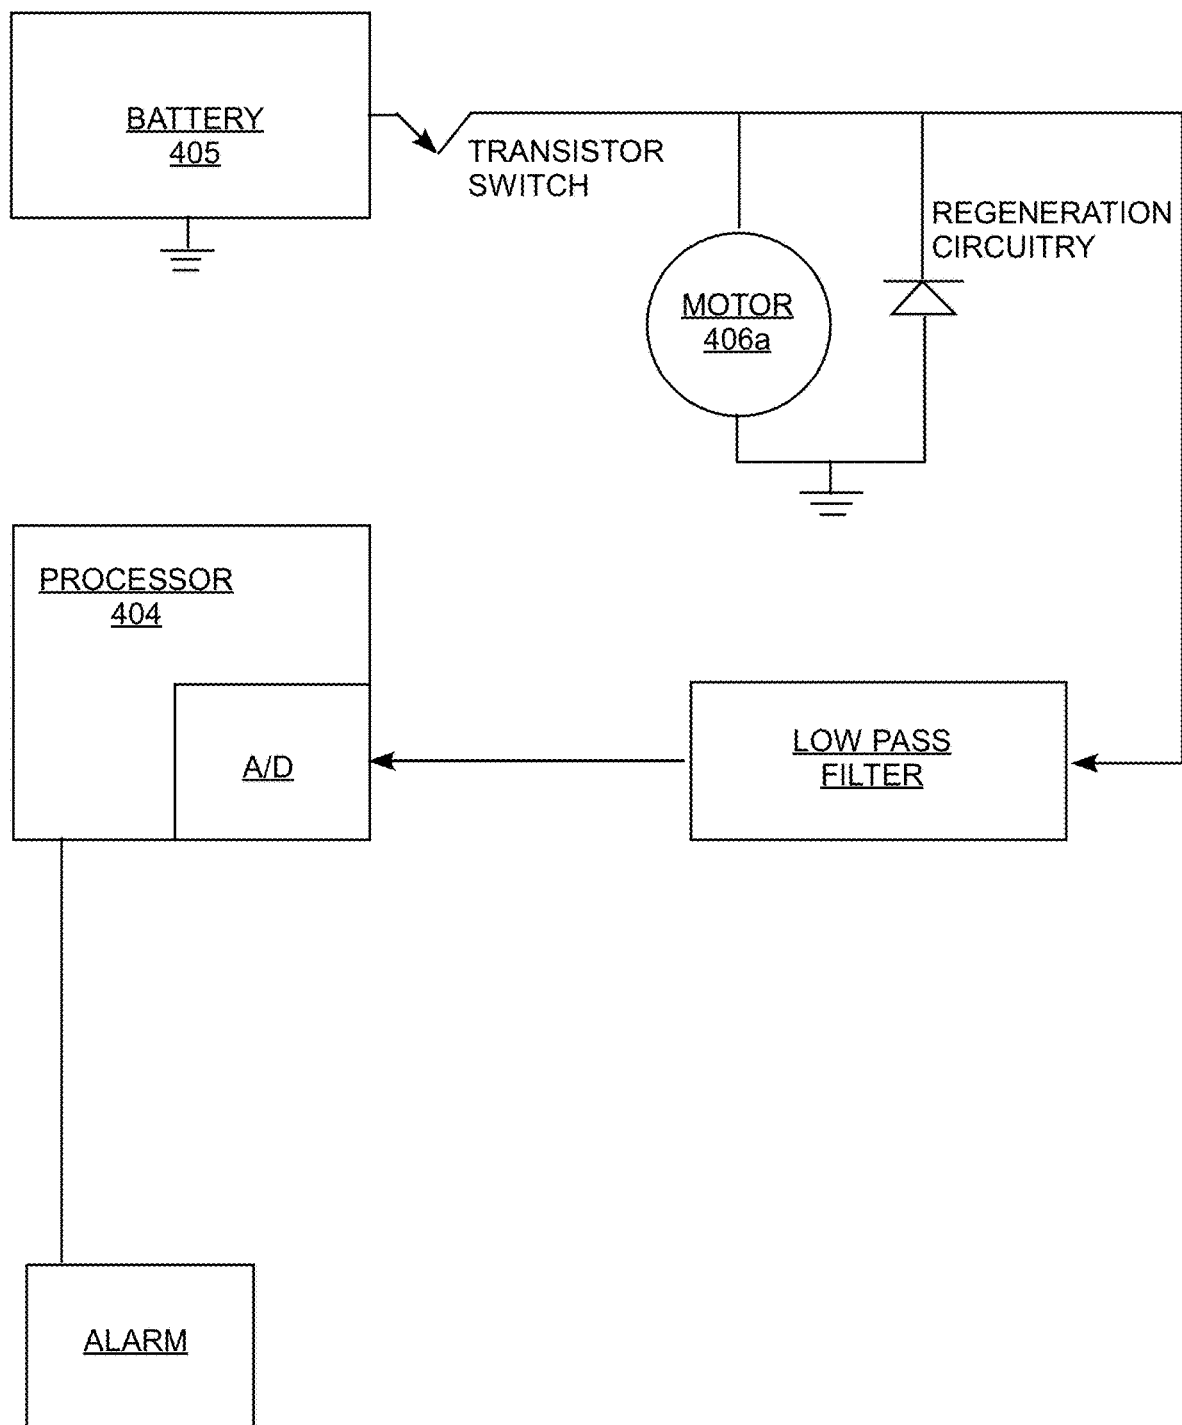 BATTERY
405
TRANSISTOR
SWITCH
REGENERATION
CIRCUITRY
MOTOR
406a
PROCESSOR
404
A/D
LOW PASS
FILTER
ALARM